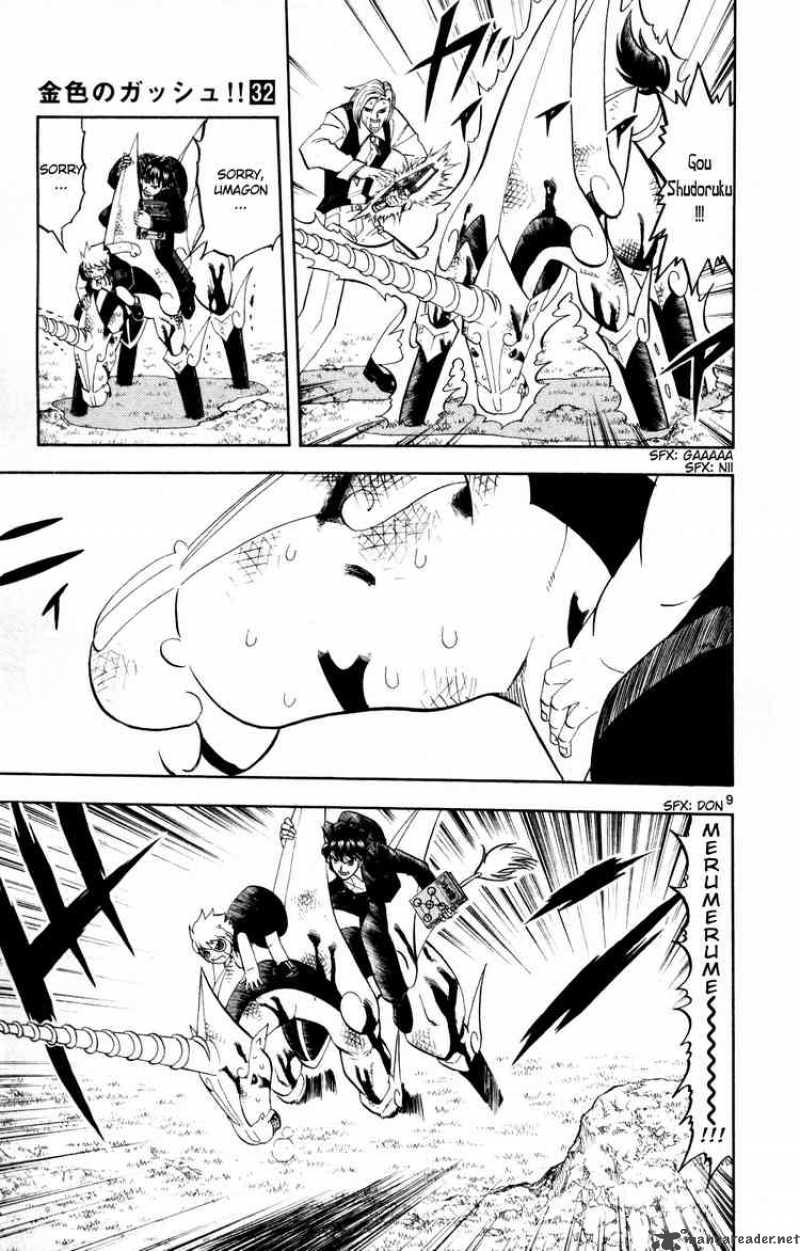 金色のガッシュ!! 32
Gou
Shudoruku
!!!
SFX: GAAAAA
SFX: NII
SORRY,
UMAGON
...
SORRY
...
9
SFX: DON
MERUMERUME~~~~~!!!
mangareader.net